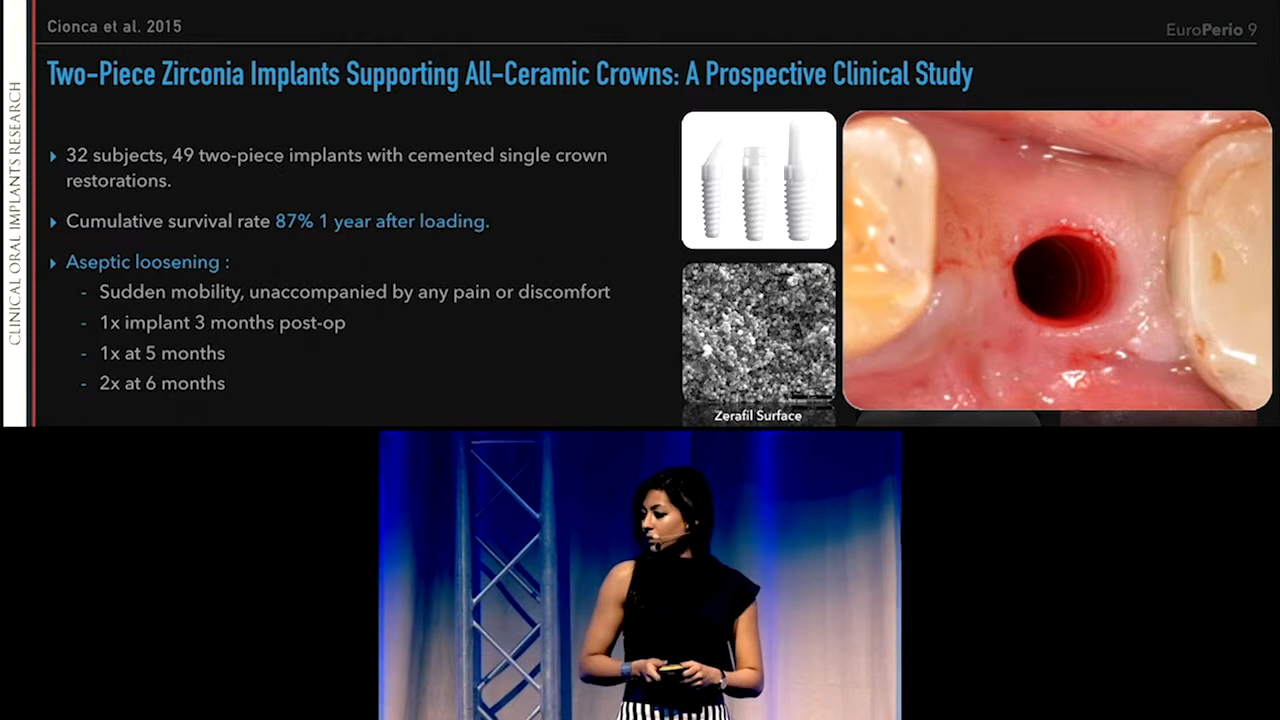 Cionca et al. 2015
EuroPerio 9
Two-Piece Zirconia Implants Supporting All-Ceramic Crowns: A Prospective Clinical Study
CLINICAL ORAL IMPLANTS RESEARCH
32 subjects, 49 two-piece implants with cemented single crown
restorations.
Cumulative survival rate 87% 1 year after loading.
Aseptic loosening :
- Sudden mobility, unaccompanied by any pain or discomfort
- 1x implant 3 months post-op
- 1x at 5 months
- 2x at 6 months
Zerafil Surface